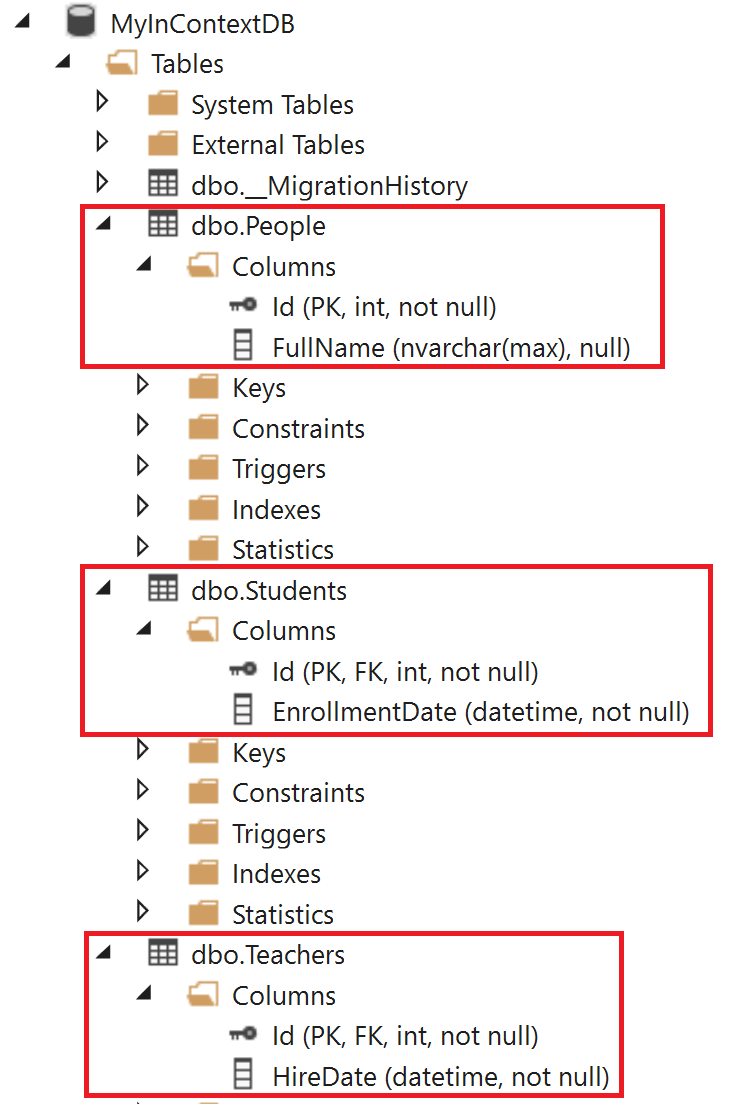 MyInContextDB
Tables
System Tables
External Tables
dbo.__MigrationHistory
dbo.People
Columns
Id (PK, int, not null)
FullName (nvarchar(max), null)
Keys
Constraints
Triggers
Indexes
Statistics
dbo.Students
Columns
Id (PK, FK, int, not null)
EnrollmentDate (datetime, not null)
Keys
Constraints
Triggers
Indexes
Statistics
dbo.Teachers
Columns
Id (PK, FK, int, not null)
HireDate (datetime, not null)